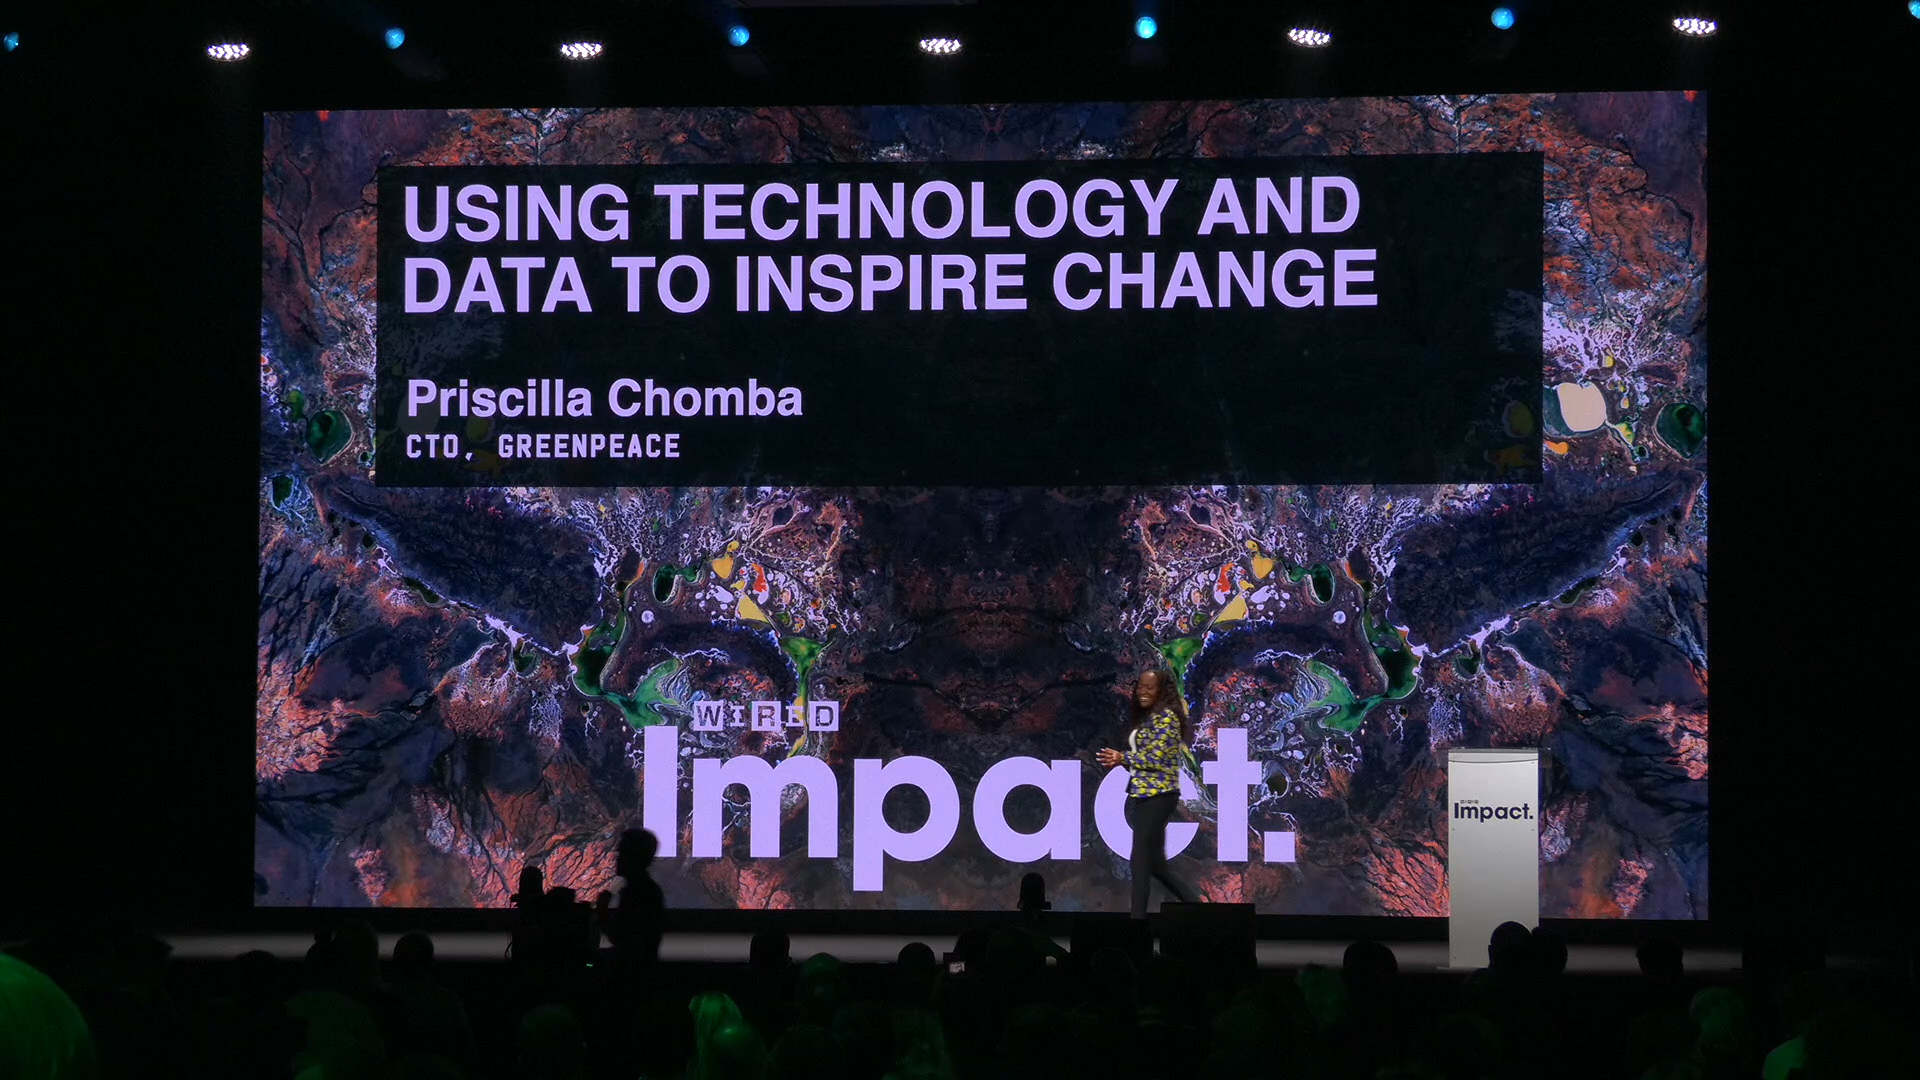 USING TECHNOLOGY AND
DATA TO INSPIRE CHANGE
Priscilla Chomba
CTO, GREENPEACE
WIRED
Impact.
Impact.